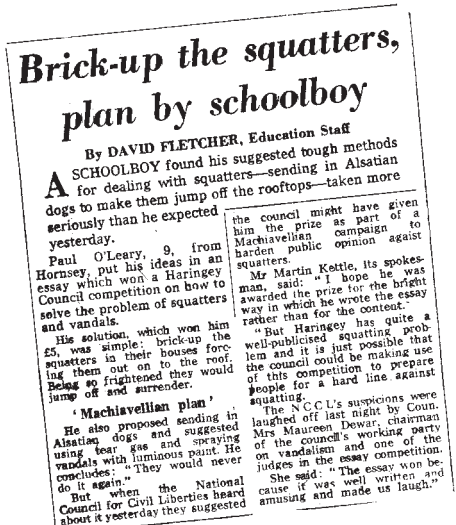 Brick-up the squatters,
plan by schoolboy
By DAVID FLETCHER, Education Staff
A SCHOOLBOY found his suggested tough methods
for dealing with squatters—sending in Alsatian
dogs to make them jump off the rooftops—taken more
seriously than he expected
yesterday.
Paul O'Leary, 9, from
Hornsey, put his ideas in an
essay which won a Haringey
Council competition on how to
solve the problem of squatters
and vandals.
His solution, which won him
£5, was simple: brick-up the
squatters in their houses forc-
ing them out on to the roof.
Being so frightened they would
jump off and surrender.
'Machiavellian plan'
He also proposed sending in
Alsatian dogs and suggested
using tear gas and spraying
vandals with luminous paint. He
concludes: "They would never
do it again."
But when the National
Council for Civil Liberties heard
about it yesterday they suggested
the council might have given
him the prize as part of a
Machiavellian campaign to
harden public opinion agaist
squatters.
Mr Martin Kettle, its spokes-
man, said: "I hope he was
awarded the prize for the bright
way in which he wrote the essay
rather than for the content."
"But Haringey has quite a
well-publicised squatting prob-
lem and it is just possible that
the council could be making use
of this competition to prepare
people for a hard line against
squatting.
The NCCL's suspicions were
laughed off last night by Coun
Mrs Maureen Dewar, chairman
of the council's working party
on vandalism and one of the
judges in the essay competition.
She said: "The essay won be-
cause it was well written and
amusing and made us laugh."